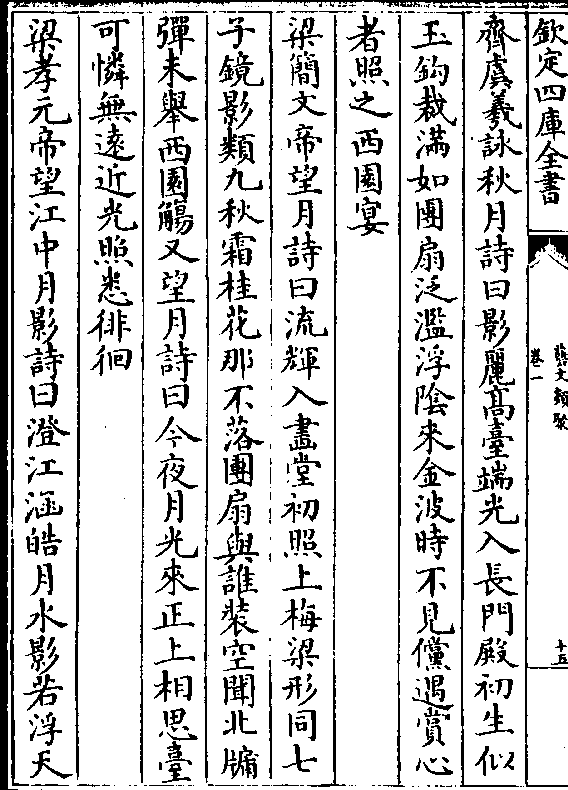 欽定四庫全書
藝文類聚
卷一
十五
齊虞羲詠秋月詩曰影麗髙臺端光入長門殿初生似
玉鈎裁滿如團扇泛濫浮陰來金波時不見儻遇賞心
者照之西園宴
梁簡文帝望月詩曰流輝入畫堂初照上梅梁形同七
子鏡影類九秋霜桂花那不落團扇與誰裝空聞北牖
彈未舉西園觴又望月詩曰今夜月光來正上相思臺
可憐無逺近光照悉徘徊
梁孝元帝望江中月影詩曰澄江涵皓月水影若浮天